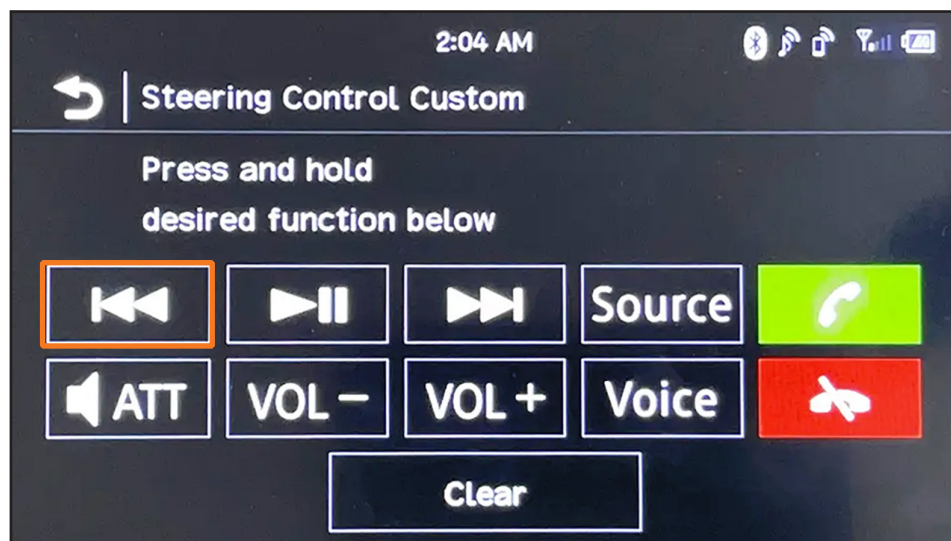 2:04 AM
Steering Control Custom
Press and hold
desired function below
Source
ATT
VOL −
VOL +
Voice
Clear